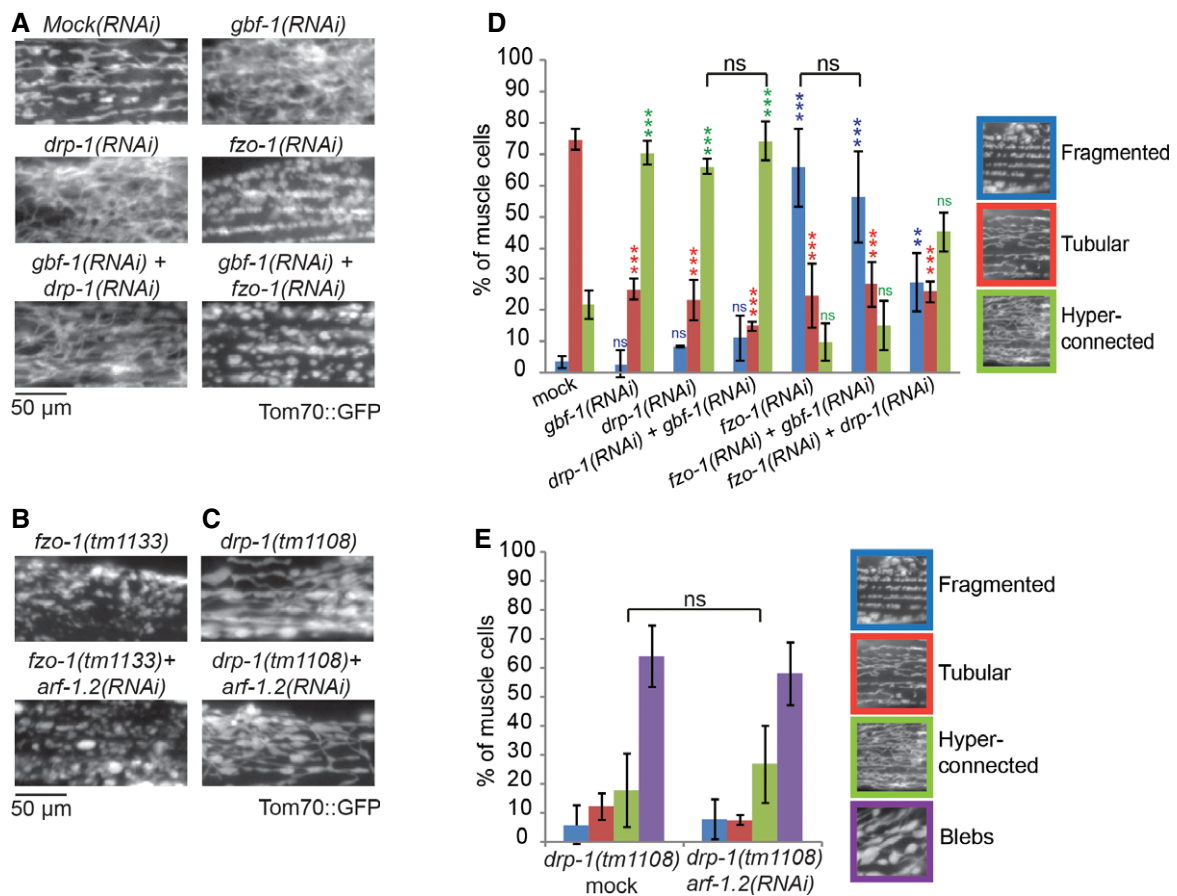 A
Mock(RNAi)
gbf-1(RNAi)
drp-1(RNAi)
fzo-1(RNAi)
gbf-1(RNAi) +
drp-1(RNAi)
gbf-1(RNAi) +
fzo-1(RNAi)
50 µm
Tom70::GFP
B
fzo-1(tm1133)
fzo-1(tm1133)+
arf-1.2(RNAi)
50 µm
C
drp-1(tm1108)
drp-1(tm1108)+
arf-1.2(RNAi)
Tom70::GFP
D
% of muscle cells
100
90
80
70
60
50
40
30
20
10
0
ns
ns
ns
***
***
ns
***
***
ns
***
***
***
***
ns
***
***
ns
**
***
ns
mock
gbf-1(RNAi)
drp-1(RNAi)
drp-1(RNAi) + gbf-1(RNAi)
fzo-1(RNAi)
fzo-1(RNAi) + gbf-1(RNAi)
fzo-1(RNAi) + drp-1(RNAi)
Fragmented
Tubular
Hyper-
connected
E
% of muscle cells
100
90
80
70
60
50
40
30
20
10
0
ns
drp-1(tm1108)
mock
drp-1(tm1108)
arf-1.2(RNAi)
Fragmented
Tubular
Hyper-
connected
Blebs